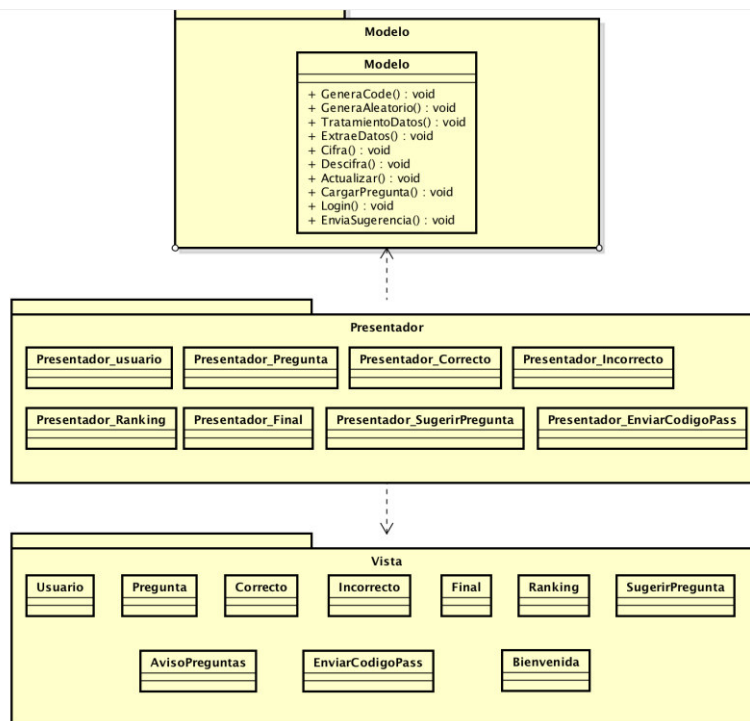 Modelo
Modelo
+ GeneraCode() : void
+ GeneraAleatorio() : void
+ TratamientoDatos() : void
+ ExtraeDatos() : void
+ Cifra() : void
+ Descifra() : void
+ Actualizar() : void
+ CargarPregunta() : void
+ Login() : void
+ EnviaSugerencia() : void
Presentador
Presentador_usuario Presentador_Pregunta Presentador_Correcto Presentador_Incorrecto
Presentador_Ranking Presentador_Final Presentador_SugerirPregunta Presentador_EnviarCodigoPass
Vista
Usuario Pregunta Correcto Incorrecto Final Ranking SugerirPregunta
AvisoPreguntas EnviarCodigoPass Bienvenida